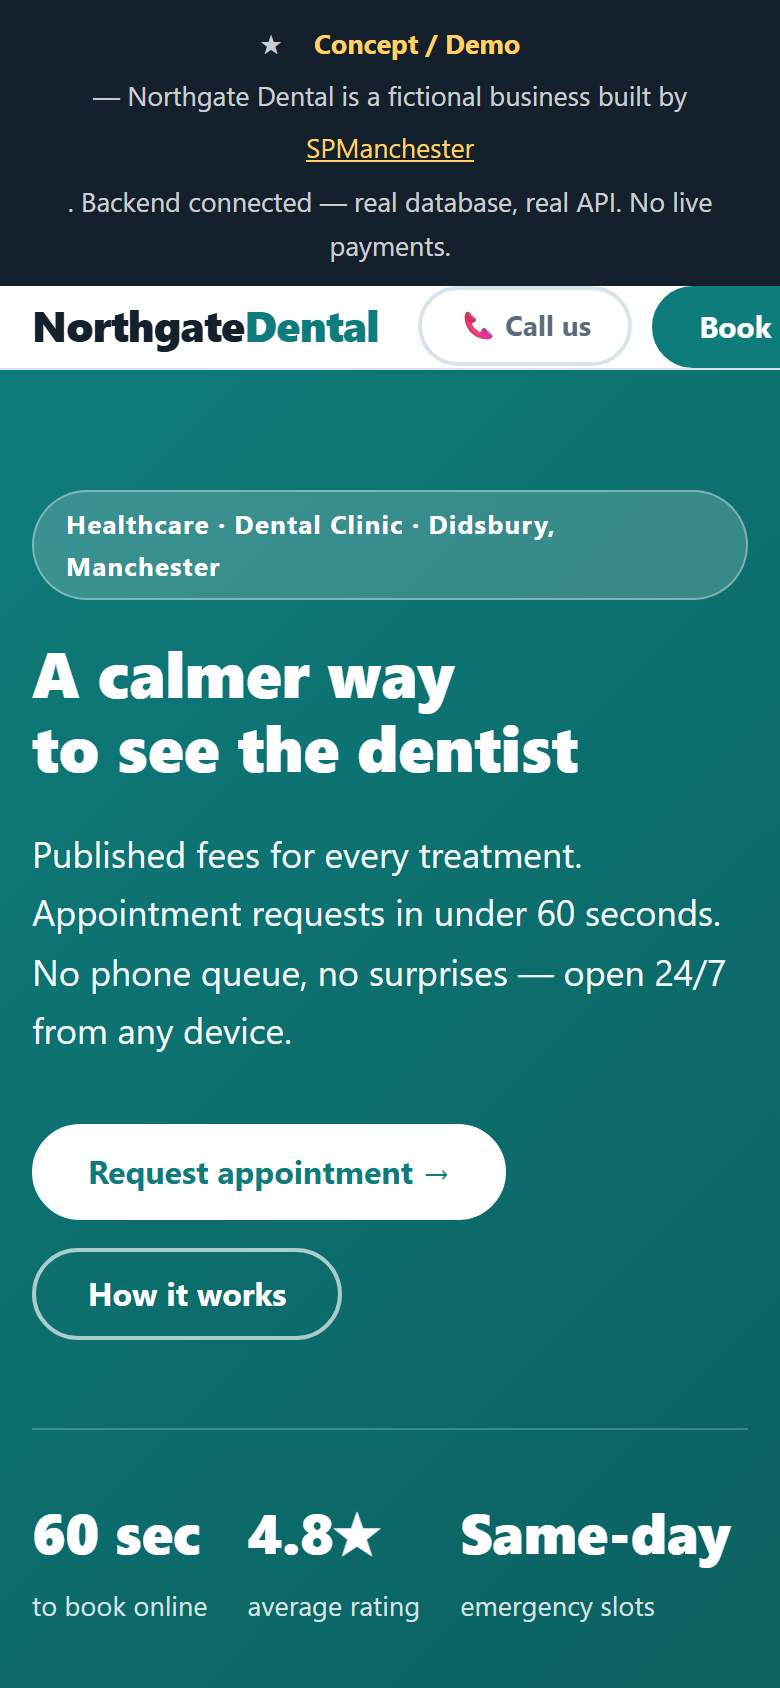 ★ Concept / Demo
— Northgate Dental is a fictional business built by
SPManchester
. Backend connected — real database, real API. No live
payments.
NorthgateDental
📞 Call us
Book
Healthcare · Dental Clinic · Didsbury,
Manchester
A calmer way
to see the dentist
Published fees for every treatment.
Appointment requests in under 60 seconds.
No phone queue, no surprises — open 24/7
from any device.
Request appointment →
How it works
60 sec
to book online
4.8★
average rating
Same-day
emergency slots